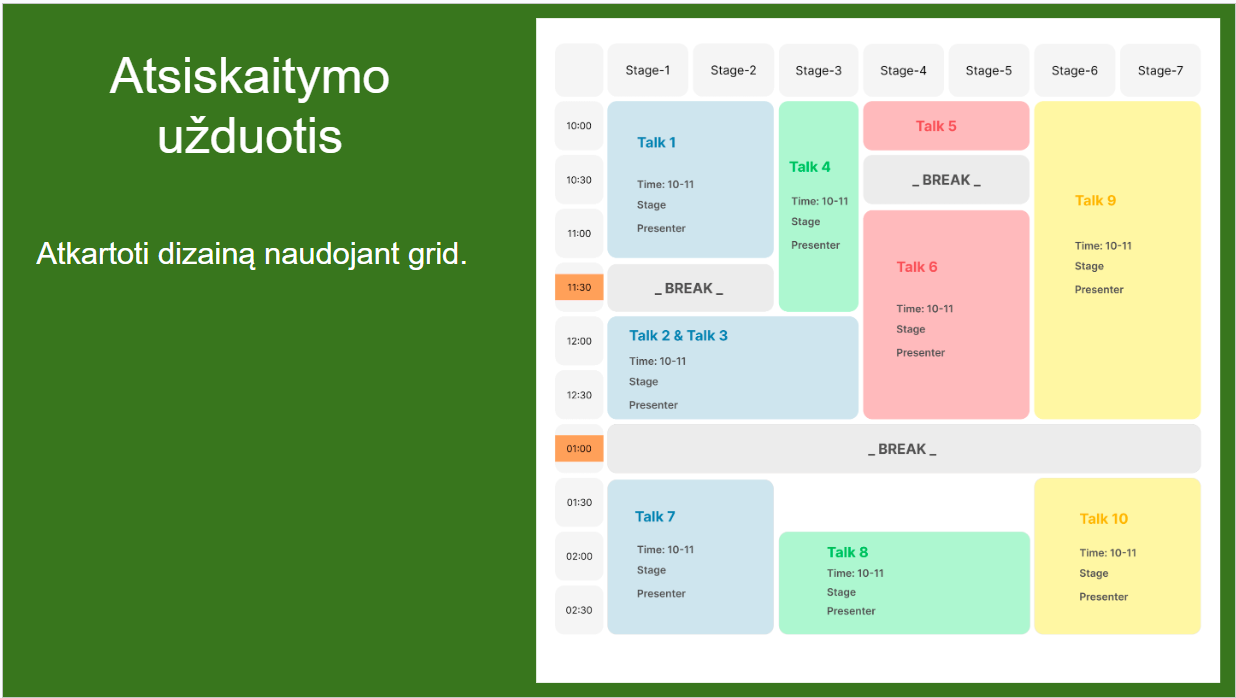 Atsiskaitymo
užduotis
Atkartoti dizainą naudojant grid.
Stage-1 Stage-2 Stage-3 Stage-4 Stage-5 Stage-6 Stage-7
10:00
10:30
11:00
11:30
12:00
12:30
01:00
01:30
02:00
02:30
Talk 1
Time: 10-11
Stage
Presenter
_ BREAK _
Talk 2 & Talk 3
Time: 10-11
Stage
Presenter
Talk 4
Time: 10-11
Stage
Presenter
Talk 5
_ BREAK _
Talk 6
Time: 10-11
Stage
Presenter
Talk 9
Time: 10-11
Stage
Presenter
_ BREAK _
Talk 7
Time: 10-11
Stage
Presenter
Talk 8
Time: 10-11
Stage
Presenter
Talk 10
Time: 10-11
Stage
Presenter